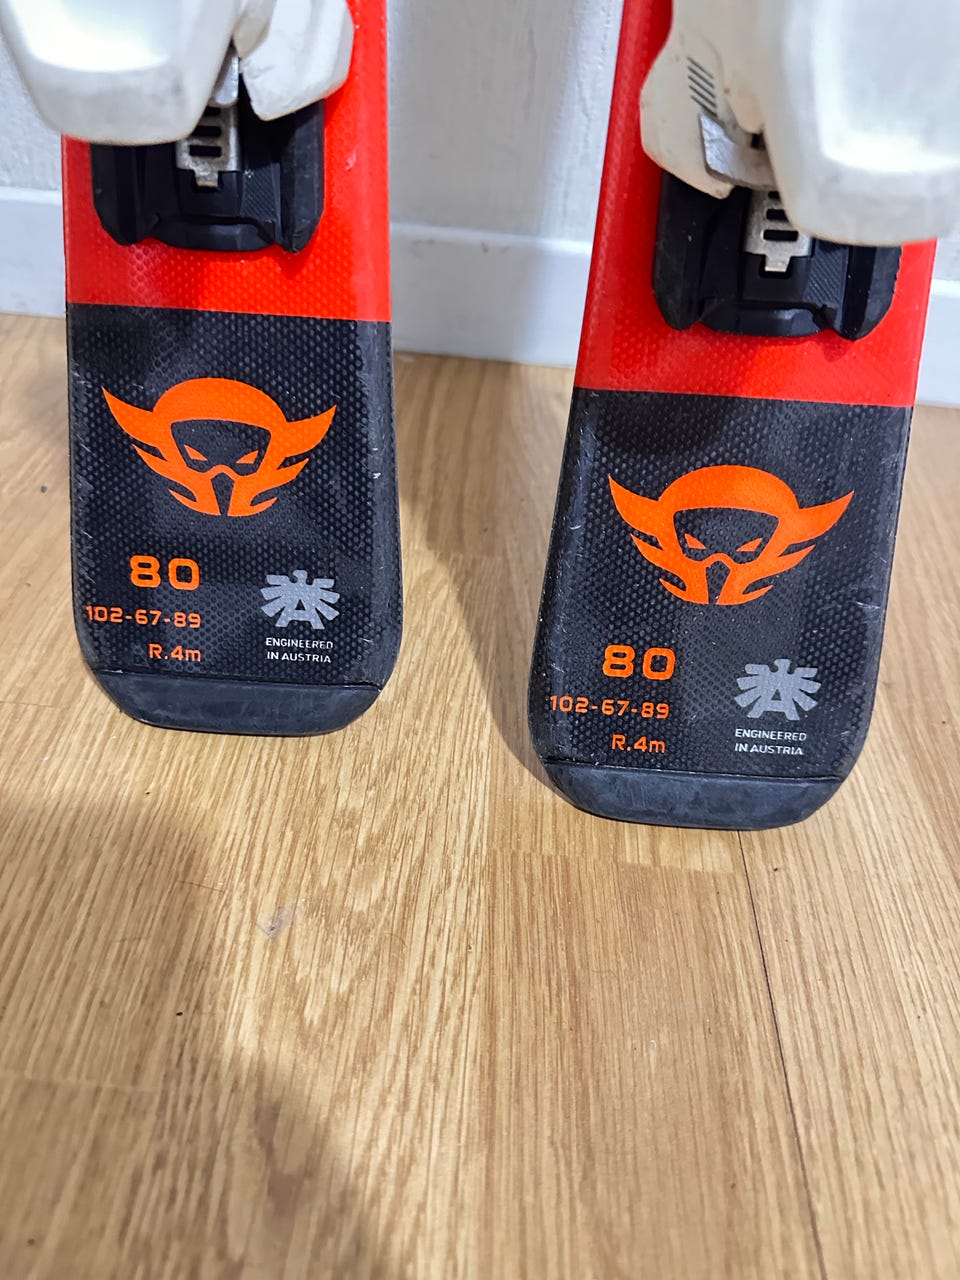 80
102-67-89
R.4m
ENGINEERED
IN AUSTRIA
80
102-67-89
R.4m
ENGINEERED
IN AUSTRIA